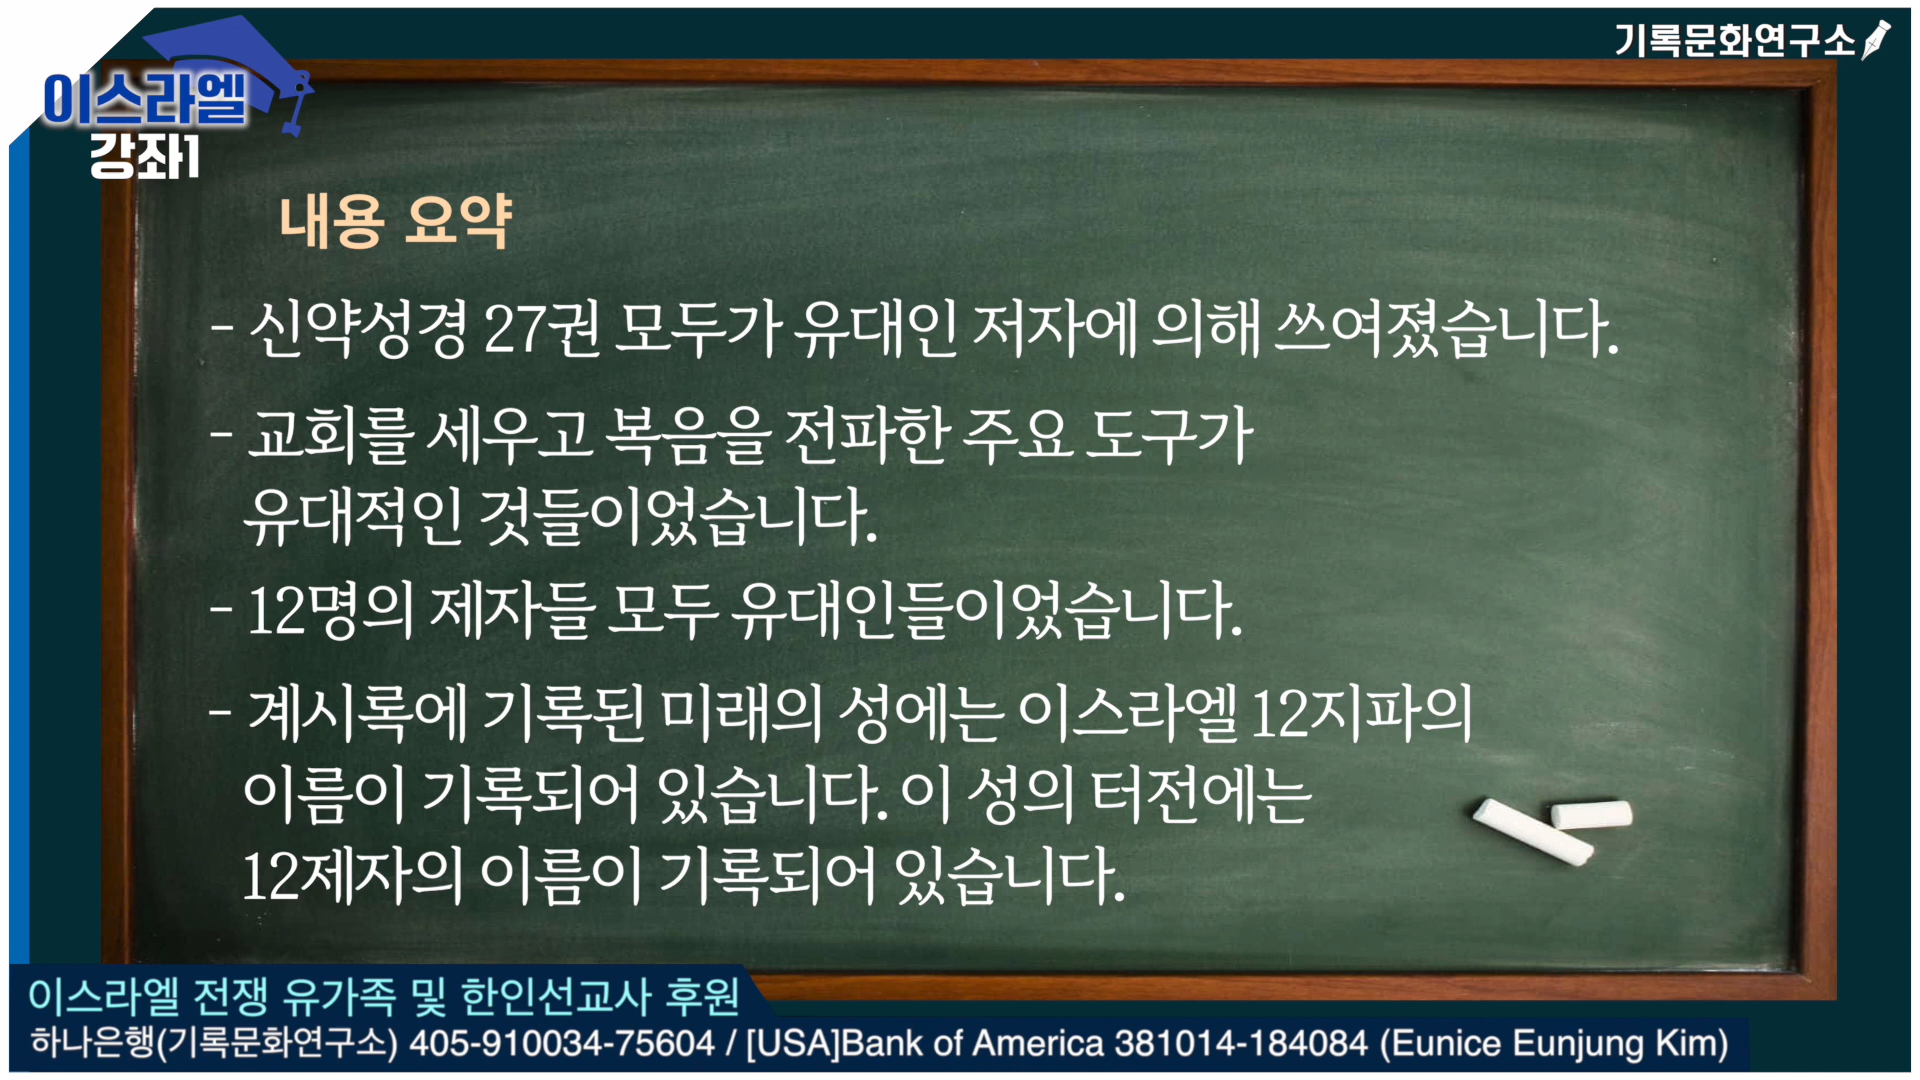 이스라엘
강좌1
기록문화연구소
내용 요약
- 신약성경 27권 모두가 유대인 저자에 의해 쓰여졌습니다.
- 교회를 세우고 복음을 전파한 주요 도구가
유대적인 것들이었습니다.
- 12명의 제자들 모두 유대인들이었습니다.
- 계시록에 기록된 미래의 성에는 이스라엘 12지파의
이름이 기록되어 있습니다. 이 성의 터전에는
12제자의 이름이 기록되어 있습니다.
이스라엘 전쟁 유가족 및 한인선교사 후원
하나은행(기록문화연구소) 405-910034-75604 / [USA]Bank of America 381014-184084 (Eunice Eunjung Kim)